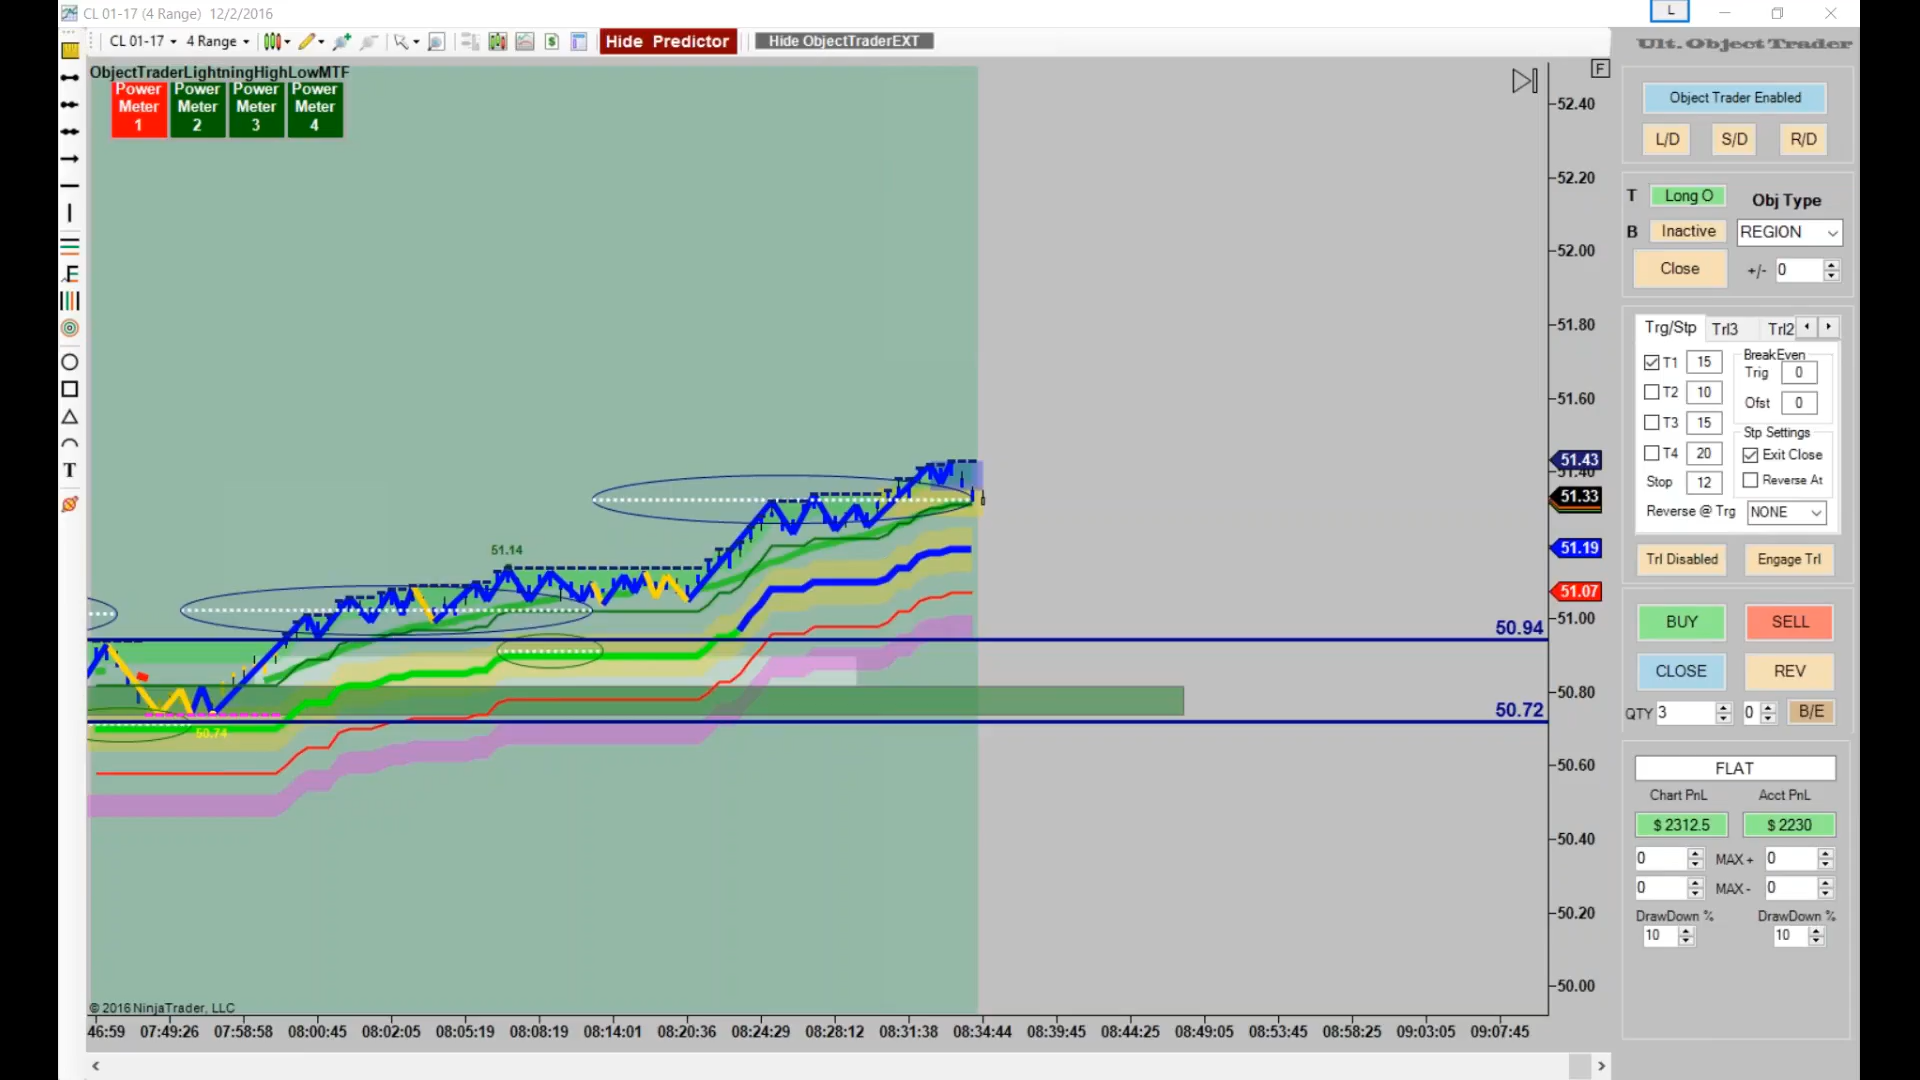 CL 01-17 (4 Range) 12/2/2016
L
CL 01-17
4 Range
Hide Predictor
Hide ObjectTraderEXT
Ult. Object Trader
ObjectTraderLightningHighLowMTF
Power Meter 1
Power Meter 2
Power Meter 3
Power Meter 4
F
52.40
52.20
52.00
51.80
51.60
51.43
51.40
51.33
51.19
51.07
51.00
50.80
50.60
50.40
50.20
50.00
51.14
50.74
50.94
50.72
T
© 2016 NinjaTrader, LLC
46:59 07:49:26 07:58:58 08:00:45 08:02:05 08:05:19 08:08:19 08:14:01 08:20:36 08:24:29 08:28:12 08:31:38 08:34:44 08:39:45 08:44:25 08:49:05 08:53:45 08:58:25 09:03:05 09:07:45
Object Trader Enabled
L/D S/D R/D
T Long O Obj Type
B Inactive REGION
Close +/- 0
Trg/Stp Trl3 Trl2
T1 15
T2 10
T3 15
T4 20
Stop 12
BreakEven
Trig 0
Ofst 0
Stp Settings
Exit Close
Reverse At
Reverse @ Trg NONE
Trl Disabled Engage Trl
BUY SELL
CLOSE REV
QTY 3 0 B/E
FLAT
Chart PnL Acct PnL
$ 2312.5 $ 2230
0 MAX + 0
0 MAX - 0
DrawDown % DrawDown %
10 10